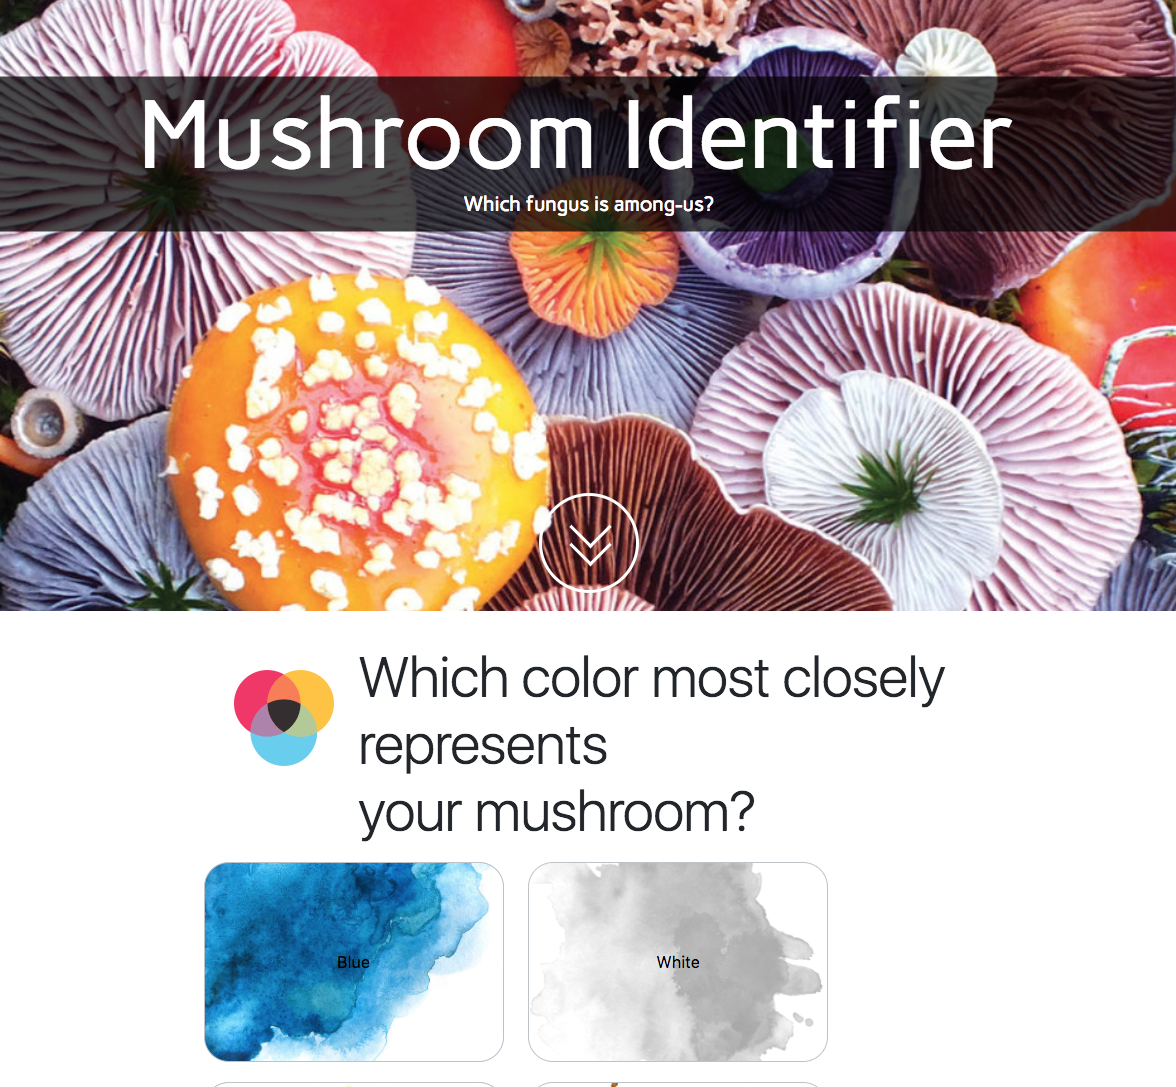 Mushroom Identifier
Which fungus is among-us?
Which color most closely
represents
your mushroom?
Blue
White